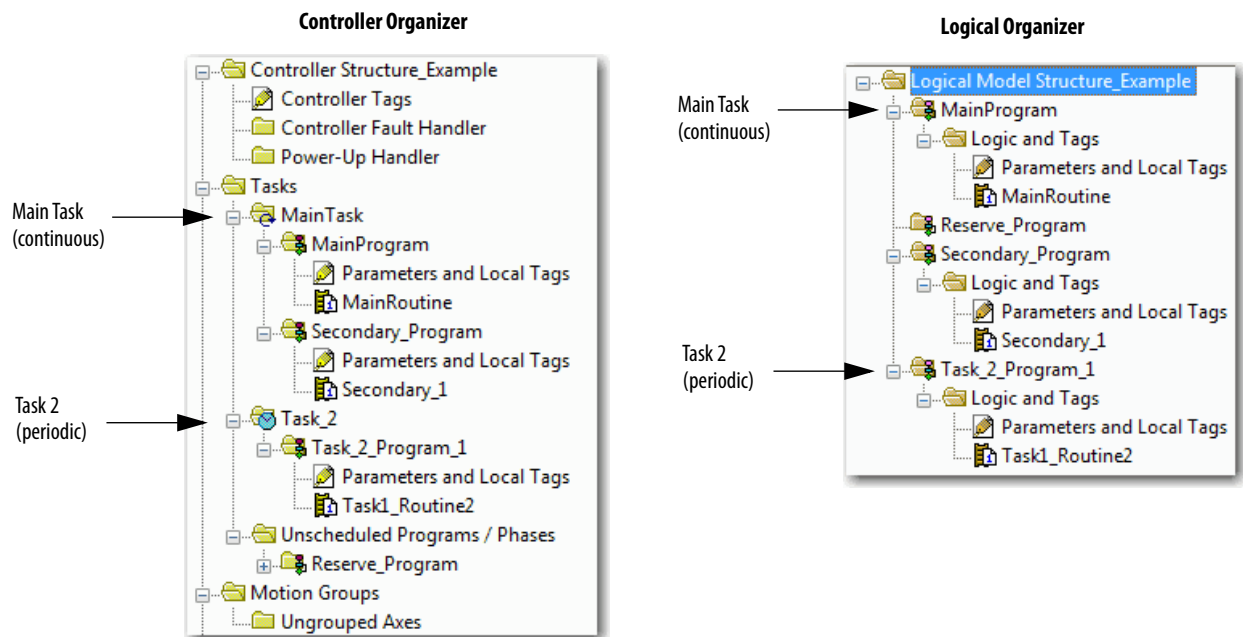 Controller Organizer
Main Task
(continuous)
Task 2
(periodic)
Controller Structure_Example
Controller Tags
Controller Fault Handler
Power-Up Handler
Tasks
MainTask
MainProgram
Parameters and Local Tags
MainRoutine
Secondary_Program
Parameters and Local Tags
Secondary_1
Task_2
Task_2_Program_1
Parameters and Local Tags
Task1_Routine2
Unscheduled Programs / Phases
Reserve_Program
Motion Groups
Ungrouped Axes
Logical Organizer
Main Task
(continuous)
Task 2
(periodic)
Logical Model Structure_Example
MainProgram
Logic and Tags
Parameters and Local Tags
MainRoutine
Reserve_Program
Secondary_Program
Logic and Tags
Parameters and Local Tags
Secondary_1
Task_2_Program_1
Logic and Tags
Parameters and Local Tags
Task1_Routine2